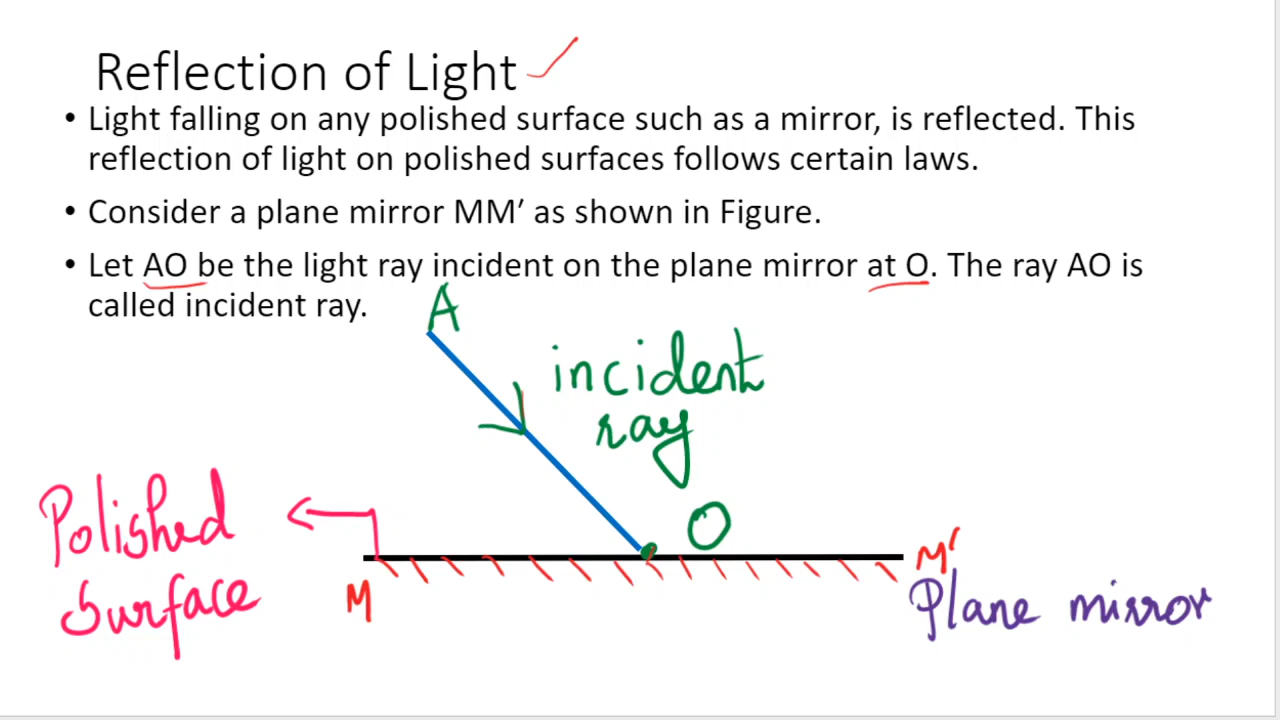 Reflection of Light
• Light falling on any polished surface such as a mirror, is reflected. This
reflection of light on polished surfaces follows certain laws.
• Consider a plane mirror MM′ as shown in Figure.
• Let AO be the light ray incident on the plane mirror at O. The ray AO is
called incident ray.
A
incident
ray
Polished
Surface
O
M
M'
Plane mirror